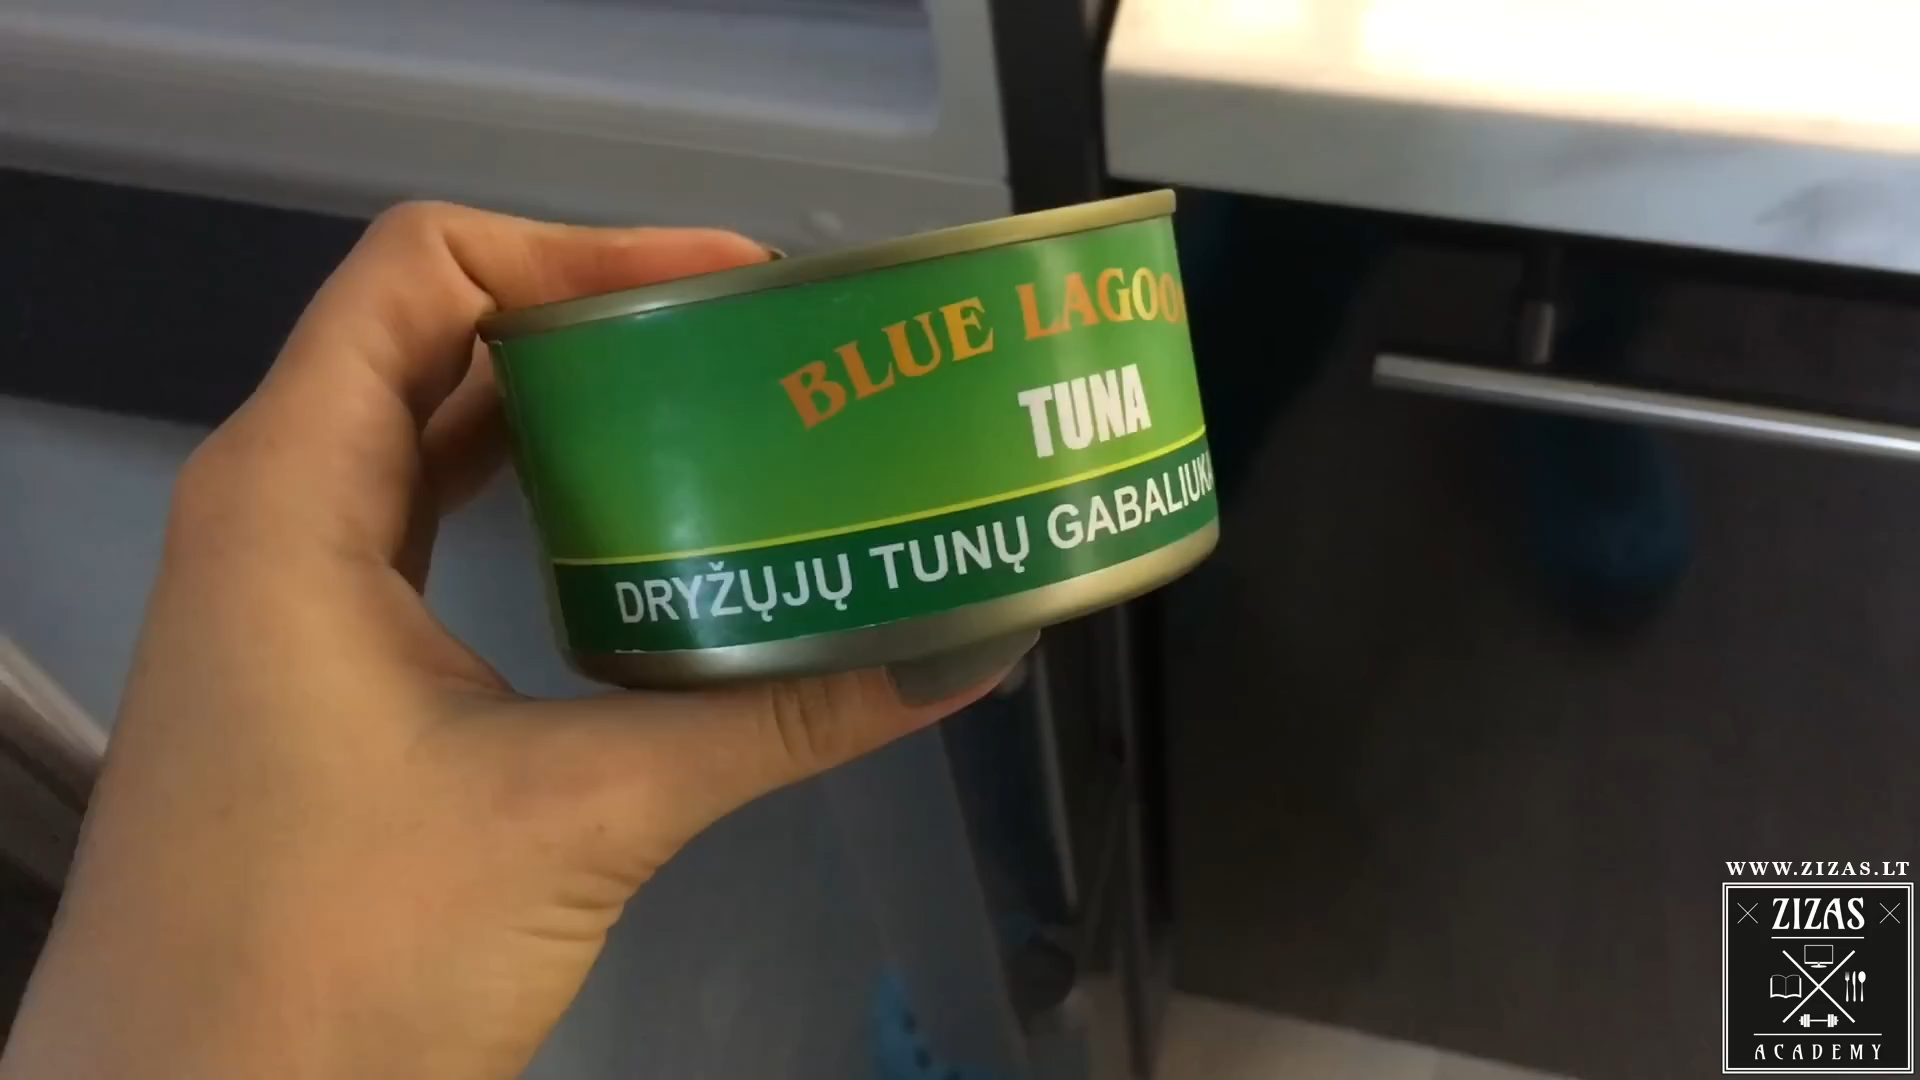 BLUE LAGOO
TUNA
DRYŽŲJŲ TUNŲ GABALIUKA
WWW.ZIZAS.LT
ZIZAS
ACADEMY